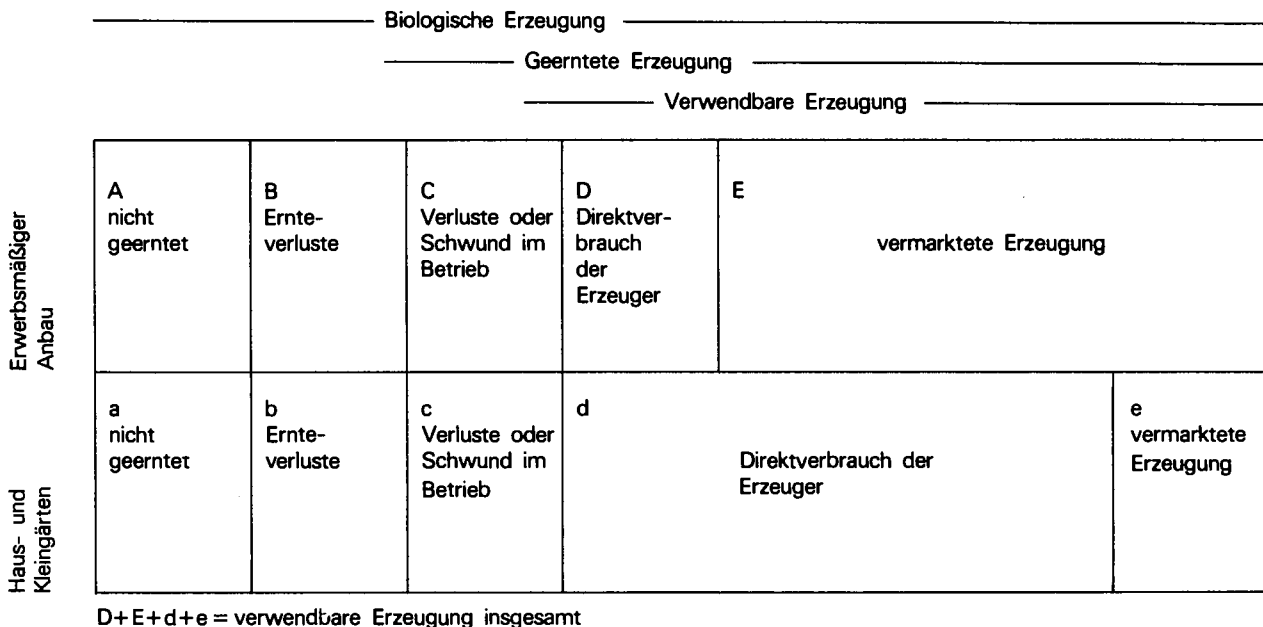 Biologische Erzeugung
Geerntete Erzeugung
Verwendbare Erzeugung
Erwerbsmäßiger
Anbau
A
nicht
geerntet
B
Ernte-
verluste
C
Verluste oder
Schwund im
Betrieb
D
Direktver-
brauch
der
Erzeuger
E
vermarktete Erzeugung
Haus- und
Kleingärten
a
nicht
geerntet
b
Ernte-
verluste
c
Verluste oder
Schwund im
Betrieb
d
Direktverbrauch der
Erzeuger
e
vermarktete
Erzeugung
D+E+d+e = verwendbare Erzeugung insgesamt